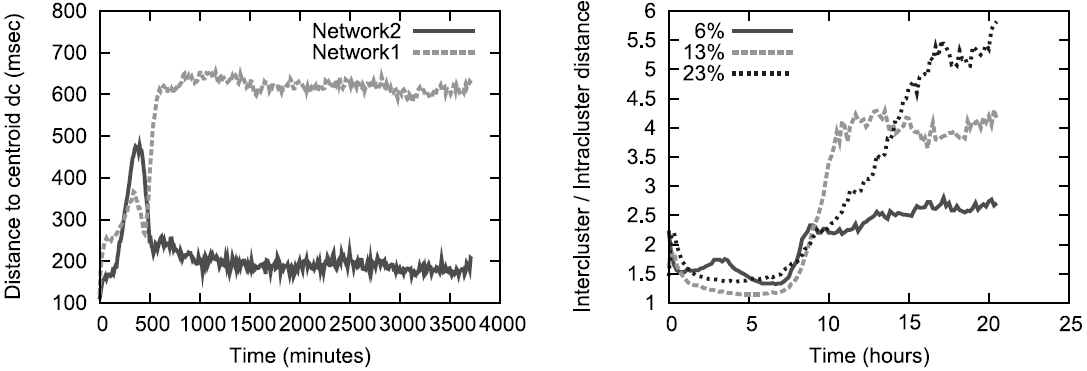 Distance to centroid dc (msec)
800
700
600
500
400
300
200
100
Network2
Network1
0 500 1000 1500 2000 2500 3000 3500 4000
Time (minutes)
Intercluster / Intracluster distance
6
5.5
5
4.5
4
3.5
3
2.5
2
1.5
1
6%
13%
23%
0 5 10 15 20 25
Time (hours)